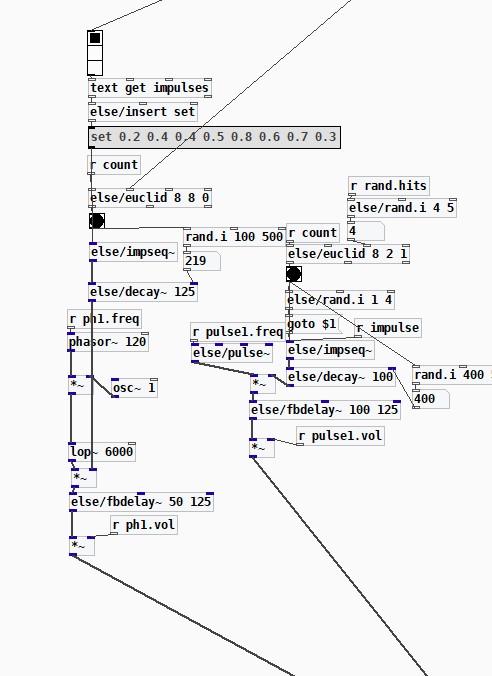 text get impulses
else/insert set
set 0.2 0.4 0.4 0.5 0.8 0.6 0.7 0.3
r count
r rand.hits
else/euclid 8 8 0
else/rand.i 4 5
4
rand.i 100 500
r count
219
else/impseq~
else/euclid 8 2 1
else/decay~ 125
else/rand.i 1 4
r ph1.freq
goto $1
r impulse
r pulse1.freq
phasor~ 120
else/pulse~
else/impseq~
*~
osc~ 1
*~
else/decay~ 100
rand.i 400
400
else/fbdelay~ 100 125
r pulse1.vol
*~
lop~ 6000
*~
else/fbdelay~ 50 125
r ph1.vol
*~